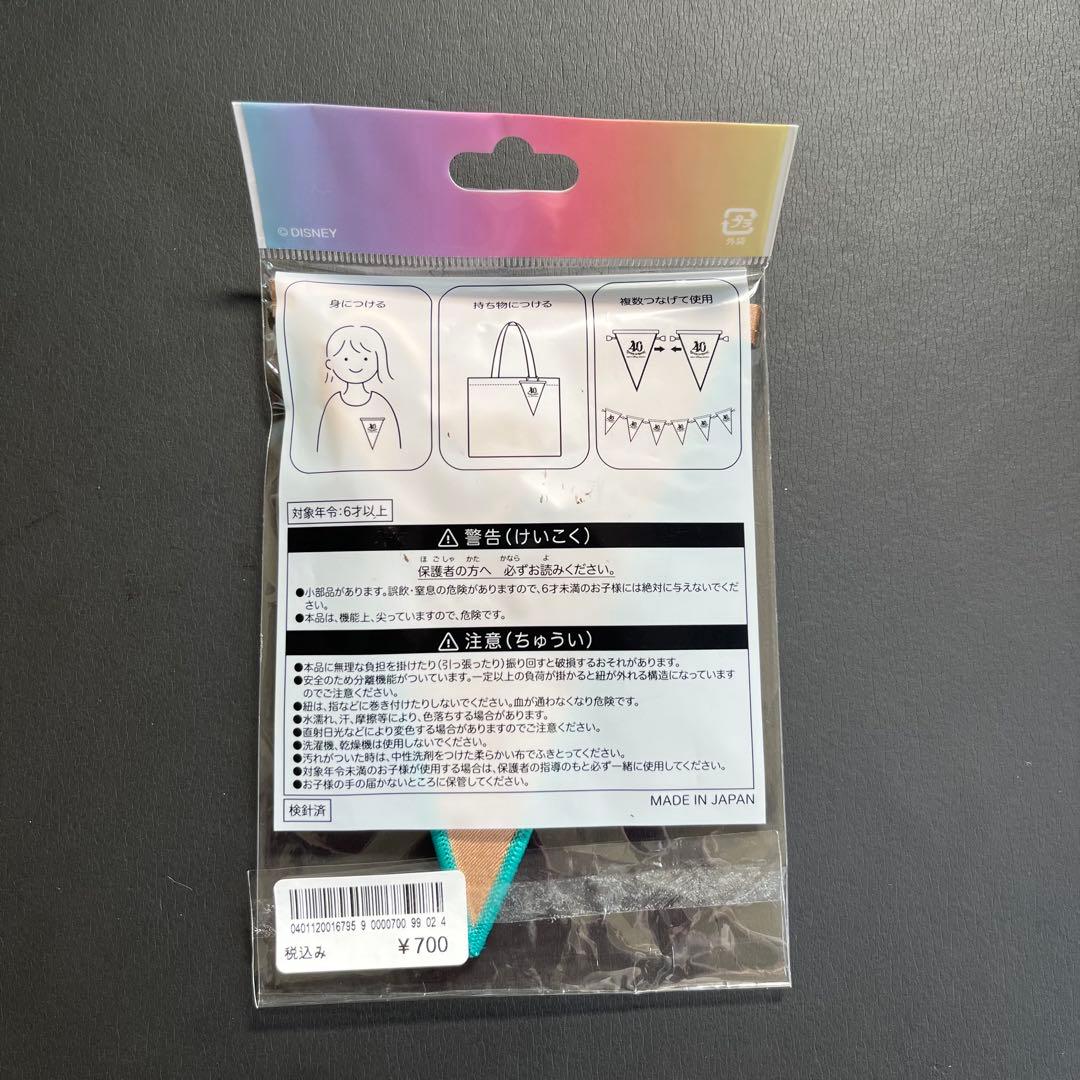 © DISNEY
プラ
外袋
身につける
持ち物につける
複数つなげて使用
40
40
40
40
対象年令：6才以上
⚠ 警告（けいこく）
ほごしゃ かた かなら よ
保護者の方へ 必ずお読みください。
●小部品があります。誤飲・窒息の危険がありますので、6才未満のお子様には絶対に与えないでくだ
さい。
●本品は、機能上、尖っていますので、危険です。
⚠ 注意（ちゅうい）
●本品に無理な負担を掛けたり（引っ張ったり）振り回すと破損するおそれがあります。
●安全のため分離機能がついています。一定以上の負荷が掛かると紐が外れる構造になっています
のでご注意ください。
●紐は、指などに巻き付けたりしないでください。血が通わなくなり危険です。
●水濡れ、汗、摩擦等により、色落ちする場合があります。
●直射日光などにより変色する場合がありますのでご注意ください。
●洗濯機、乾燥機は使用しないでください。
●汚れがついた時は、中性洗剤をつけた柔らかい布でふきとってください。
●対象年令未満のお子様が使用する場合は、保護者の指導のもと必ず一緒に使用してください。
●お子様の手の届かないところに保管してください。
検針済
MADE IN JAPAN
0401120016795 9 0000700 99 02 4
税込み ¥700